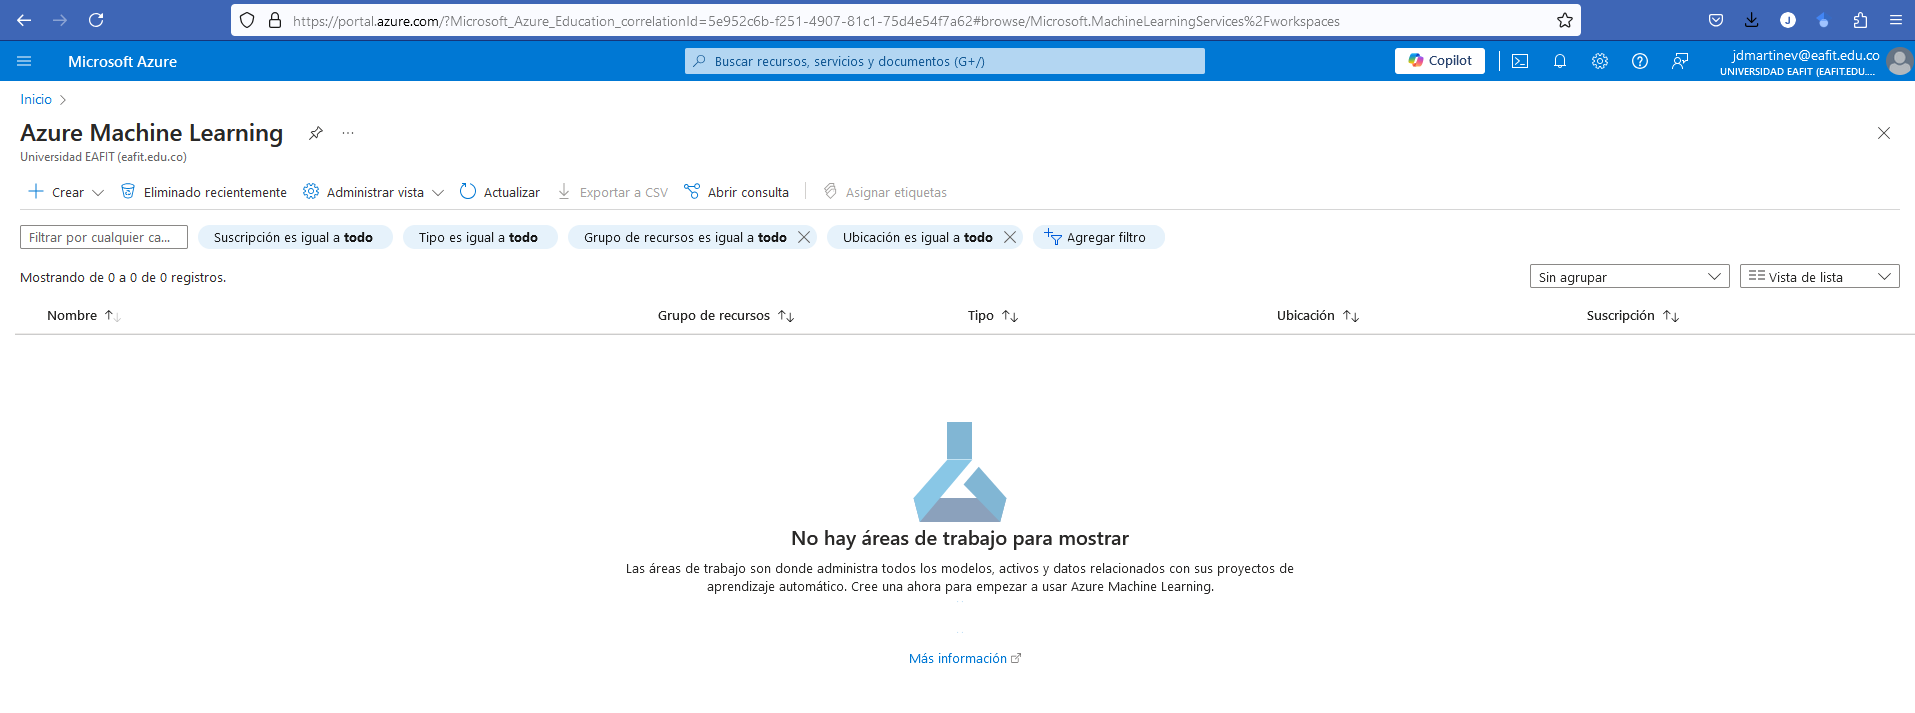 https://portal.azure.com/?Microsoft_Azure_Education_correlationId=5e952c6b-f251-4907-81c1-75d4e54f7a62#browse/Microsoft.MachineLearningServices%2Fworkspaces
J
Microsoft Azure
Buscar recursos, servicios y documentos (G+/)
Copilot
jdmartinev@eafit.edu.co
UNIVERSIDAD EAFIT (EAFIT.EDU....
Inicio
Azure Machine Learning
Universidad EAFIT (eafit.edu.co)
Crear Eliminado recientemente Administrar vista Actualizar Exportar a CSV Abrir consulta Asignar etiquetas
Filtrar por cualquier ca... Suscripción es igual a todo Tipo es igual a todo Grupo de recursos es igual a todo Ubicación es igual a todo Agregar filtro
Mostrando de 0 a 0 de 0 registros. Sin agrupar Vista de lista
Nombre Grupo de recursos Tipo Ubicación Suscripción
No hay áreas de trabajo para mostrar
Las áreas de trabajo son donde administra todos los modelos, activos y datos relacionados con sus proyectos de
aprendizaje automático. Cree una ahora para empezar a usar Azure Machine Learning.
Más información